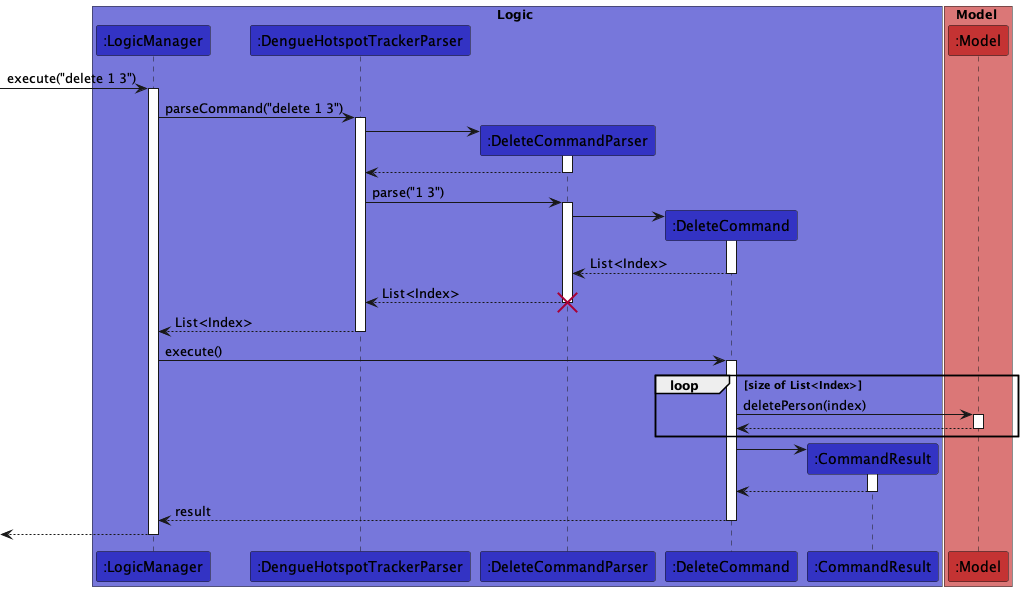 Logic
Model
:LogicManager
:DengueHotspotTrackerParser
:Model
execute("delete 1 3")
parseCommand("delete 1 3")
:DeleteCommandParser
parse("1 3")
:DeleteCommand
List<Index>
List<Index>
List<Index>
execute()
loop
[size of List<Index>]
deletePerson(index)
:CommandResult
result
:LogicManager
:DengueHotspotTrackerParser
:DeleteCommandParser
:DeleteCommand
:CommandResult
:Model